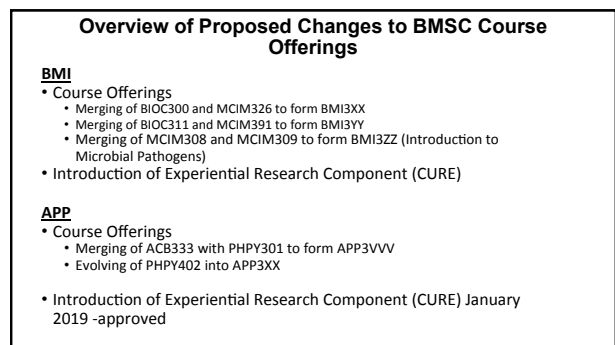 Overview of Proposed Changes to BMSC Course
Offerings
BMI
• Course Offerings
• Merging of BIOC300 and MCIM326 to form BMI3XX
• Merging of BIOC311 and MCIM391 to form BMI3YY
• Merging of MCIM308 and MCIM309 to form BMI3ZZ (Introduction to
Microbial Pathogens)
• Introduction of Experiential Research Component (CURE)
APP
• Course Offerings
• Merging of ACB333 with PHPY301 to form APP3VVV
• Evolving of PHPY402 into APP3XX
• Introduction of Experiential Research Component (CURE) January
2019 -approved